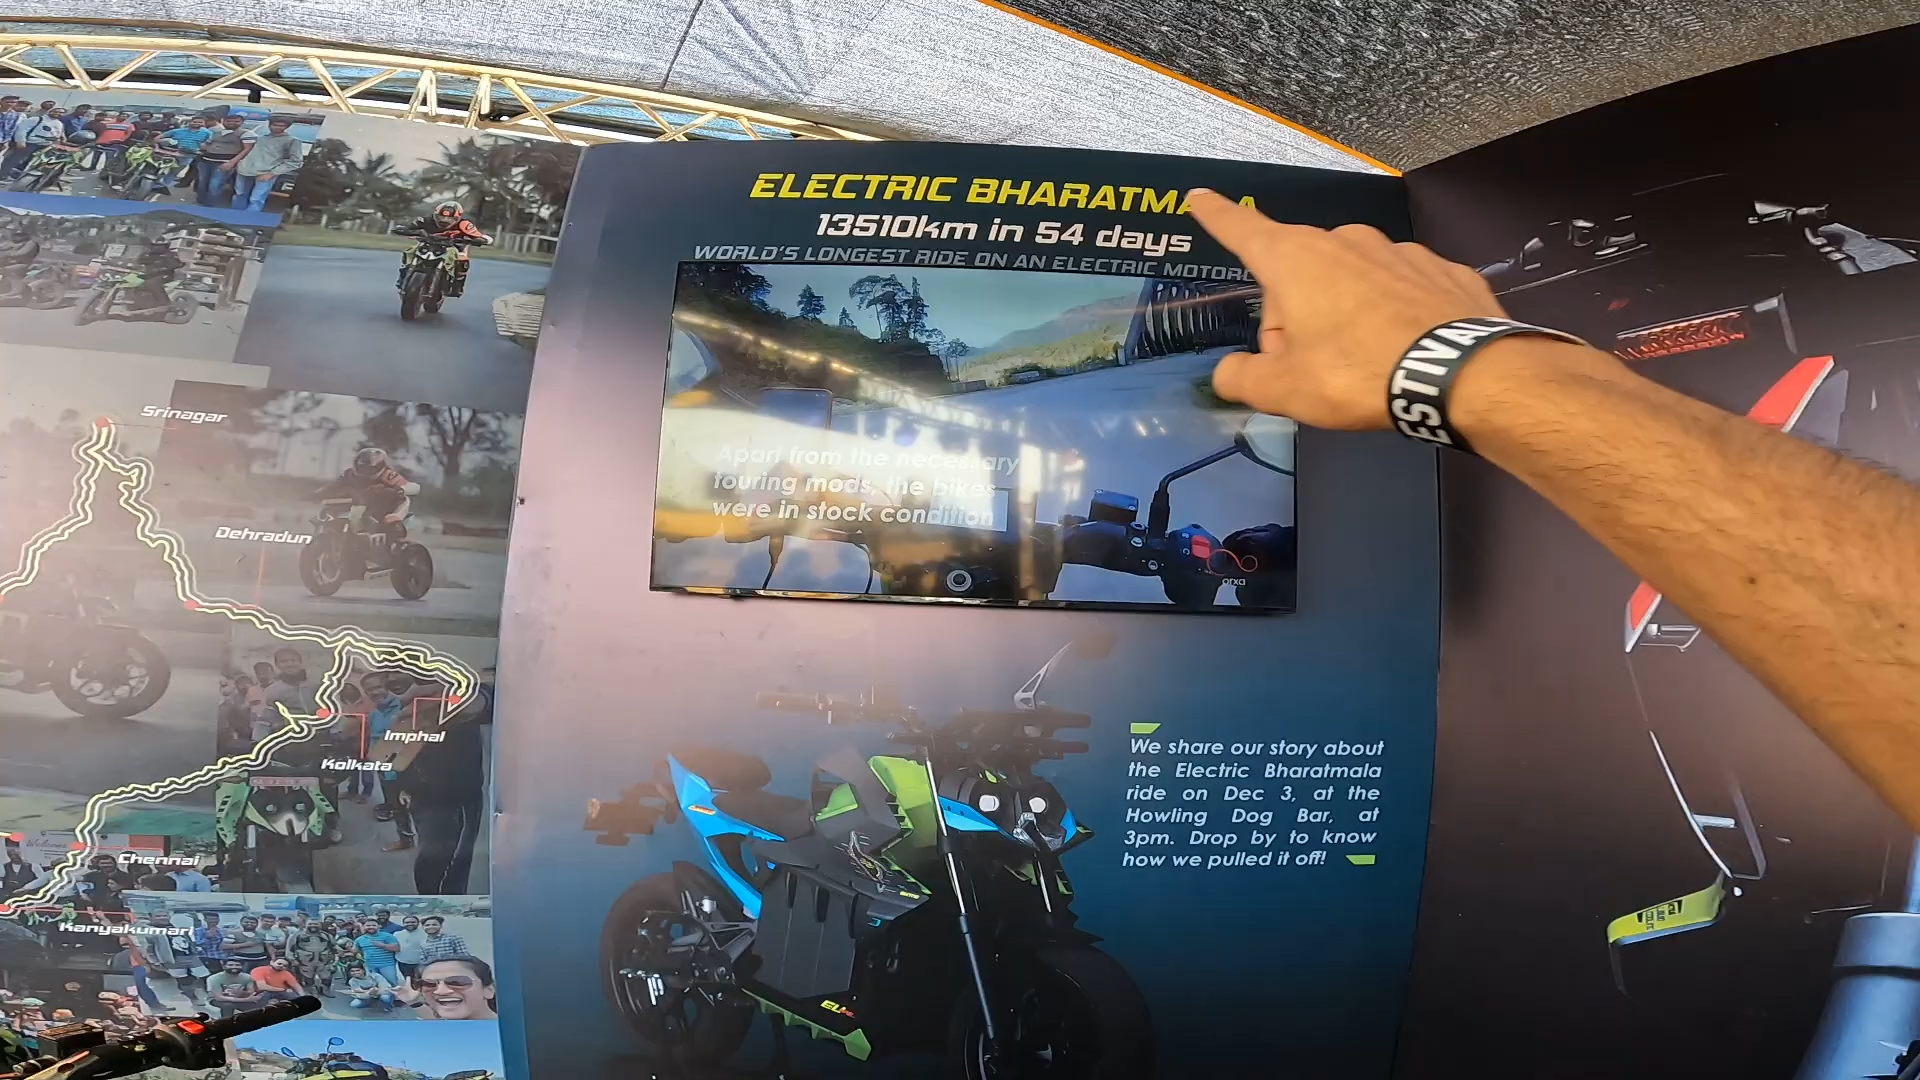 ELECTRIC BHARATMALA
13510km in 54 days
WORLD'S LONGEST RIDE ON AN ELECTRIC
Apart from the necessary
touring mods, the bikes
were in stock condition
orxa
Srinagar
Dehradun
Imphal
Kolkata
Chennai
Kanyakumari
We share our story about
the Electric Bharatmala
ride on Dec 3, at the
Howling Dog Bar, at
3pm. Drop by to know
how we pulled it off!